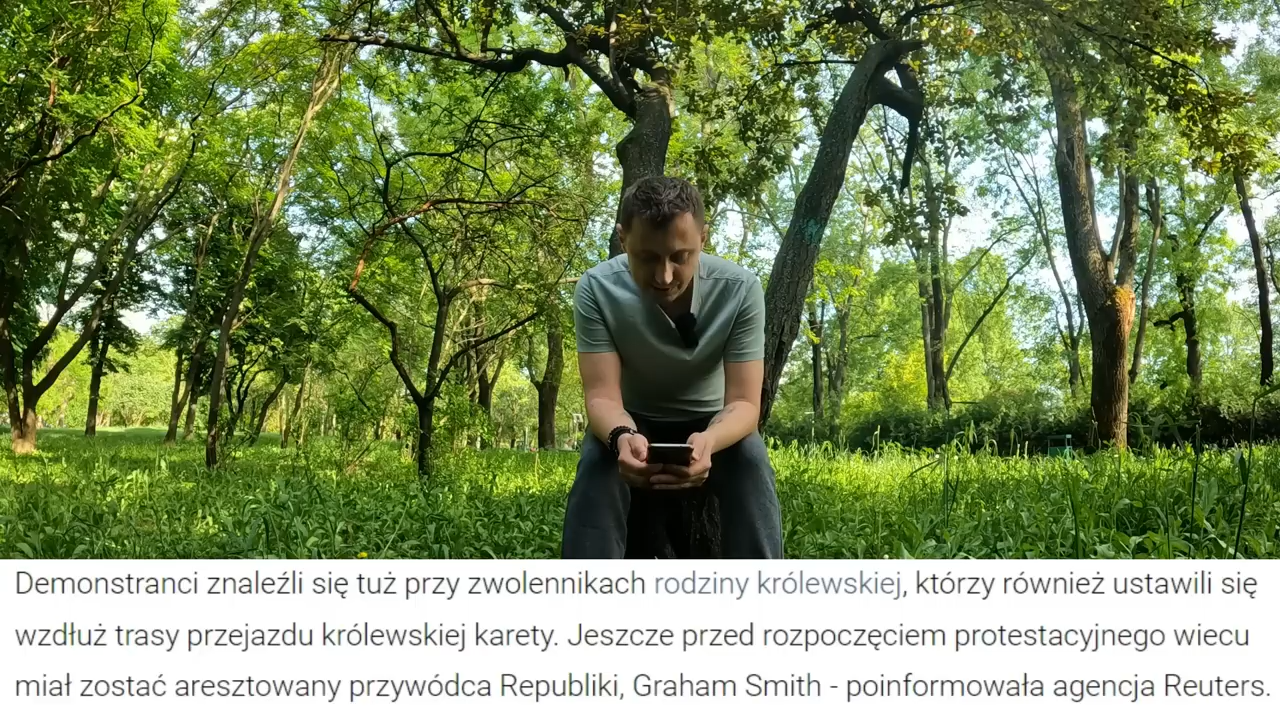 Demonstranci znaleźli się tuż przy zwolennikach rodziny królewskiej, którzy również ustawili się
wzdłuż trasy przejazdu królewskiej karety. Jeszcze przed rozpoczęciem protestacyjnego wiecu
miał zostać aresztowany przywódca Republiki, Graham Smith - poinformowała agencja Reuters.